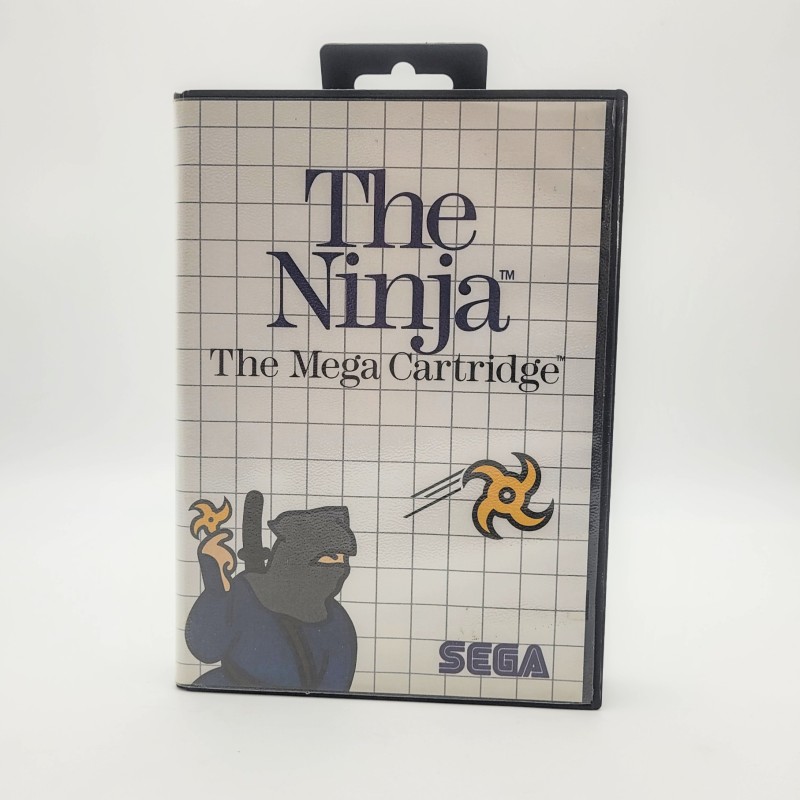 The
Ninja™
The Mega Cartridge™
SEGA